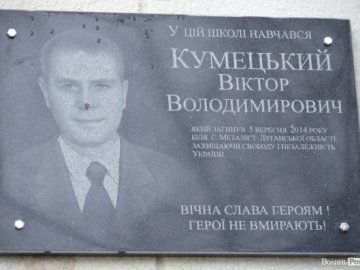 У ЦІЙ ШКОЛІ НАВЧАВСЯ
КУМЕЦЬКИЙ
ВІКТОР
ВОЛОДИМИРОВИЧ
ЯКИЙ ЗАГИНУВ 5 ВЕРЕСНЯ 2014 РОКУ
БІЛЯ С. МЕТАЛІСТ ЛУГАНСЬКОЇ ОБЛАСТІ,
ЗАХИЩАЮЧИ СВОБОДУ І НЕЗАЛЕЖНІСТЬ
УКРАЇНИ.
ВІЧНА СЛАВА ГЕРОЯМ !
ГЕРОЇ НЕ ВМИРАЮТЬ!